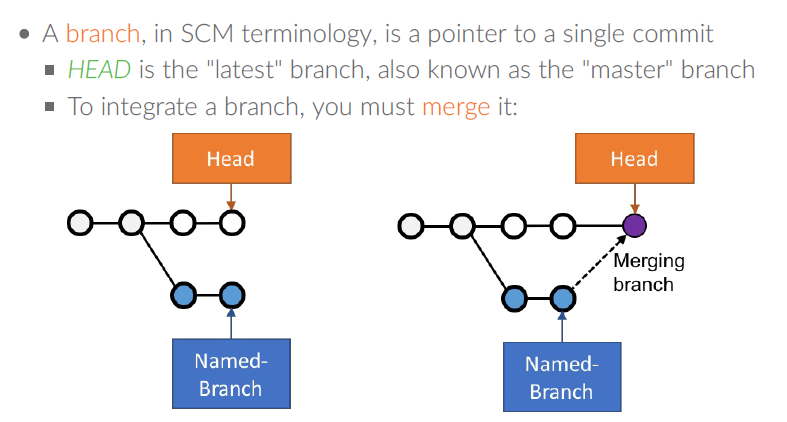 • A branch, in SCM terminology, is a pointer to a single commit
▪ HEAD is the "latest" branch, also known as the "master" branch
▪ To integrate a branch, you must merge it:
Head
Named-
Branch
Head
Merging
branch
Named-
Branch